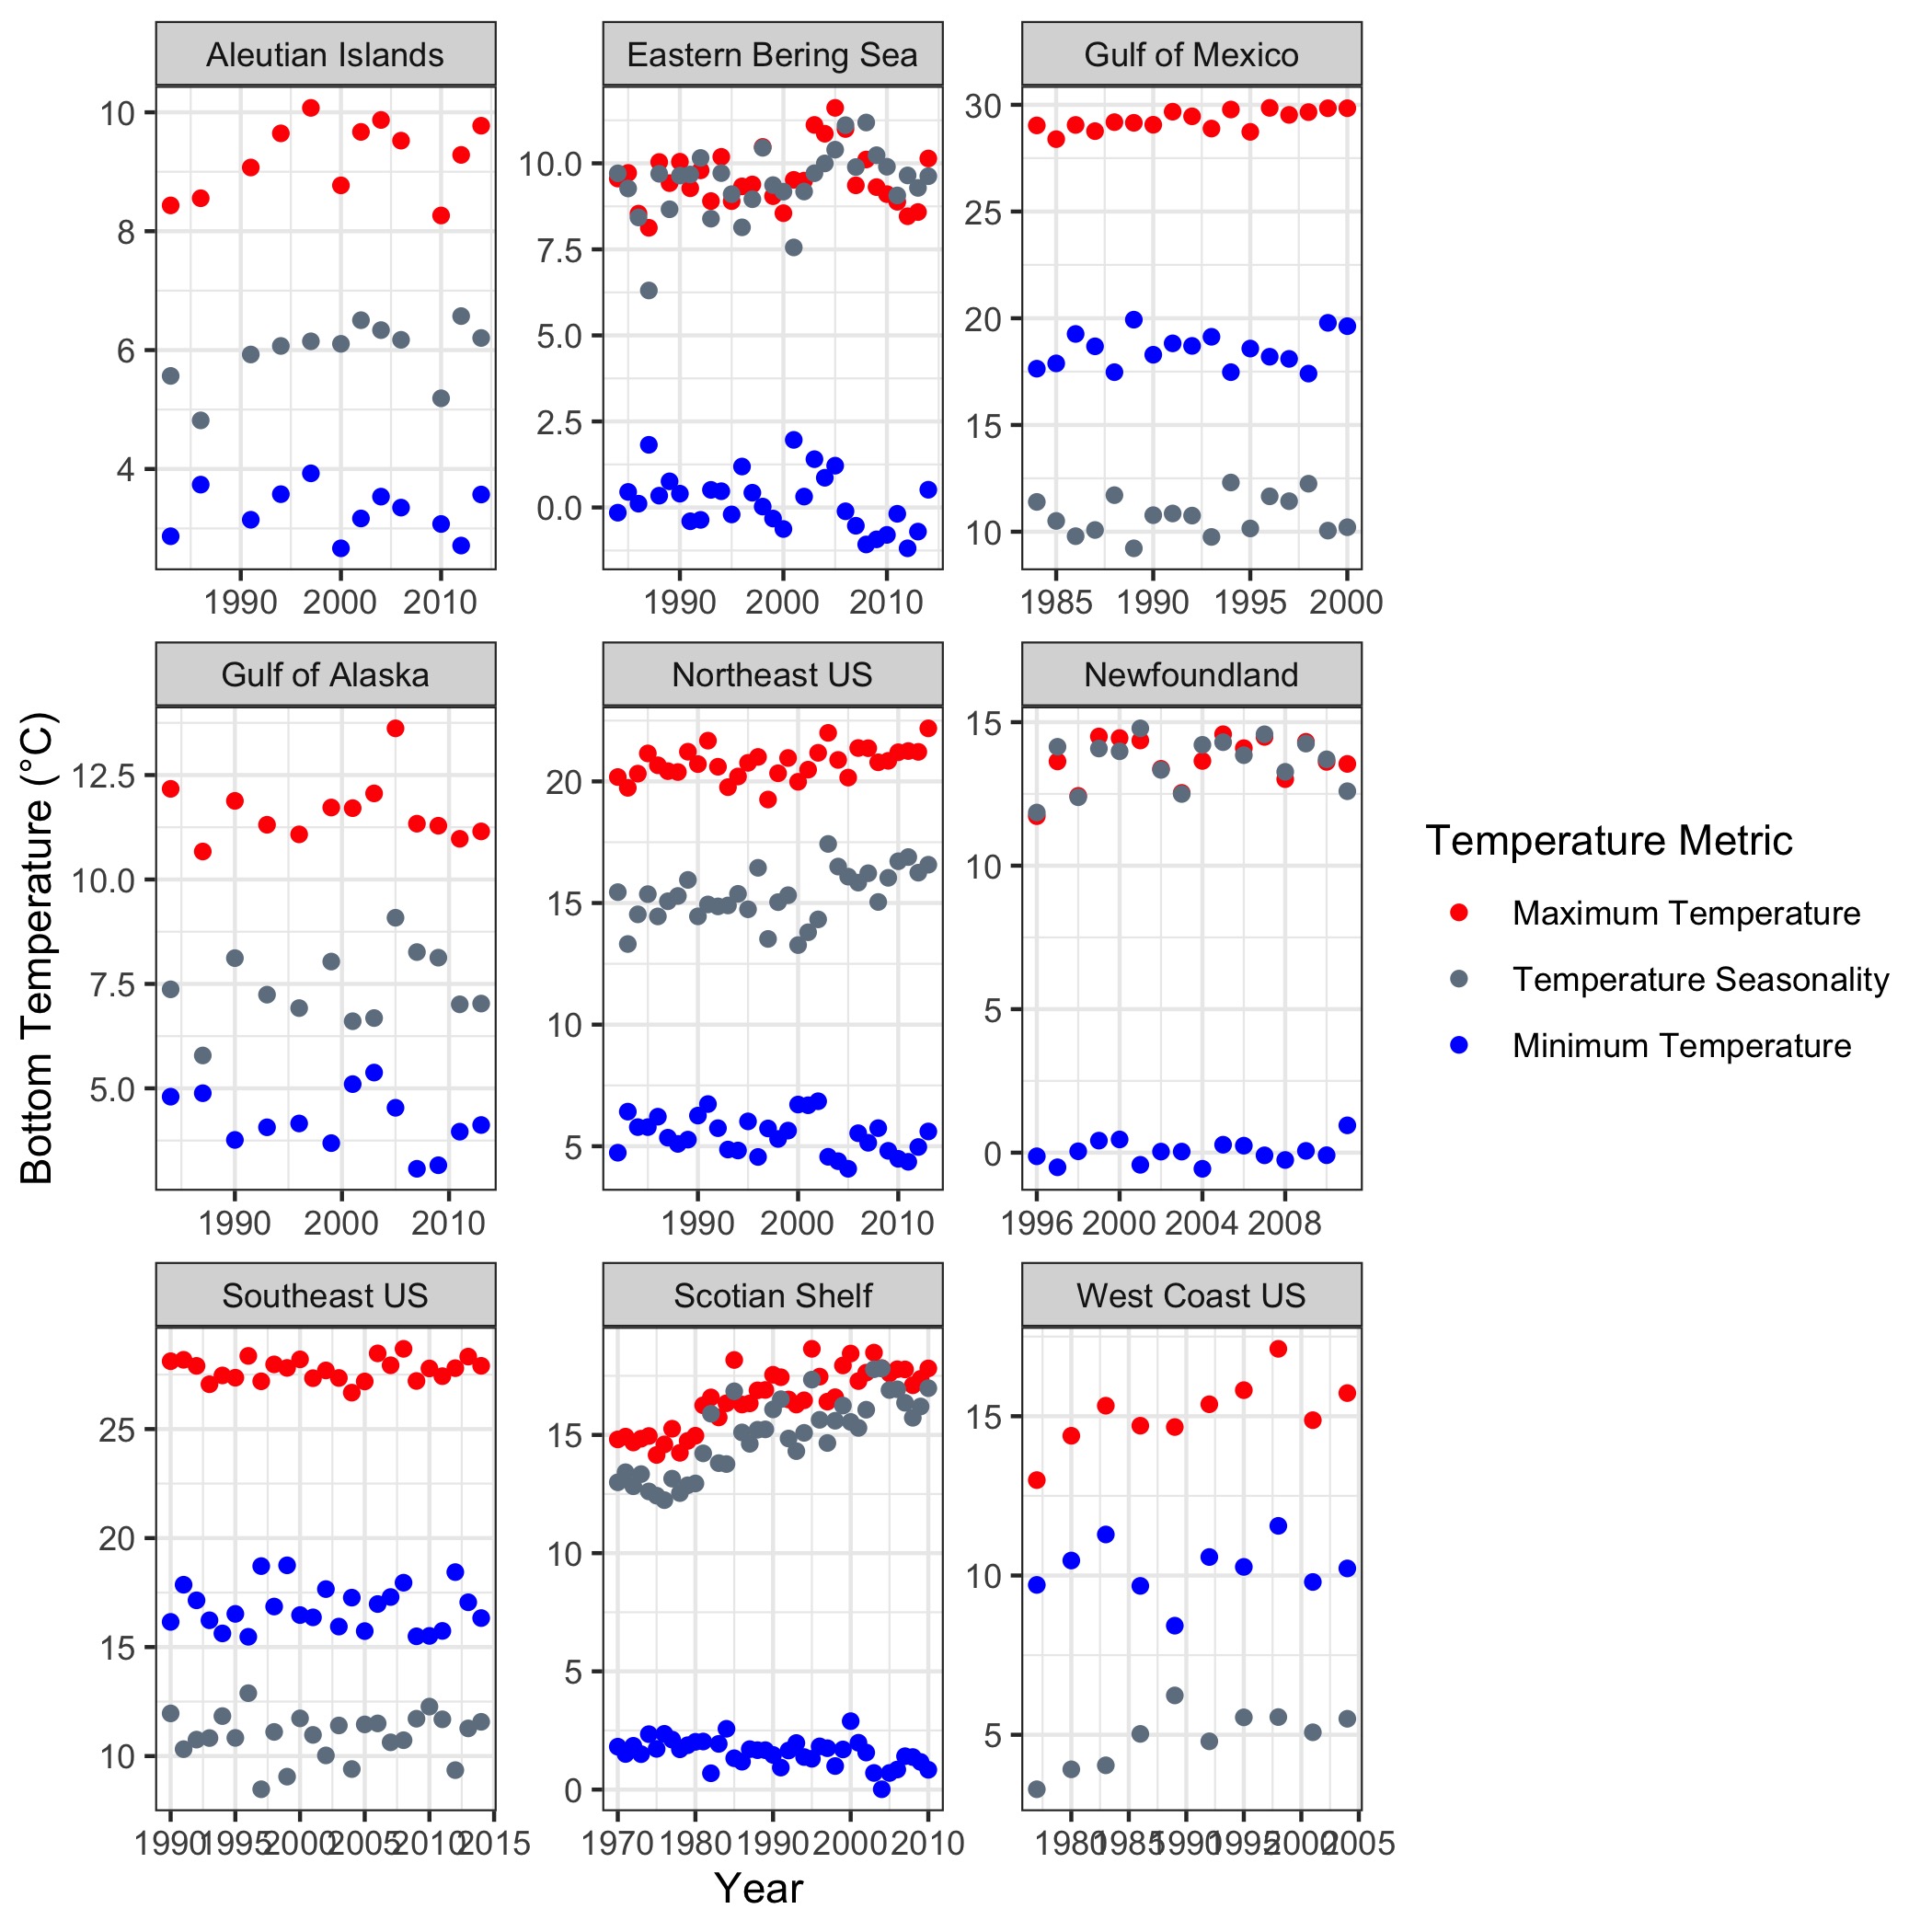 Aleutian Islands
Eastern Bering Sea
Gulf of Mexico
10
8
6
4
10.0
7.5
5.0
2.5
0.0
30
25
20
15
10
1990 2000 2010
1990 2000 2010
1985 1990 1995 2000
Gulf of Alaska
Northeast US
Newfoundland
12.5
10.0
7.5
5.0
20
15
10
5
15
10
5
0
1990 2000 2010
1990 2000 2010
1996 2000 2004 2008
Southeast US
Scotian Shelf
West Coast US
25
20
15
10
15
10
5
0
15
10
5
1990 1995 2000 2005 2010 2015
1970 1980 1990 2000 2010
1980 1985 1990 1995 2000 2005
Year
Bottom Temperature (°C)
Temperature Metric
Maximum Temperature
Temperature Seasonality
Minimum Temperature